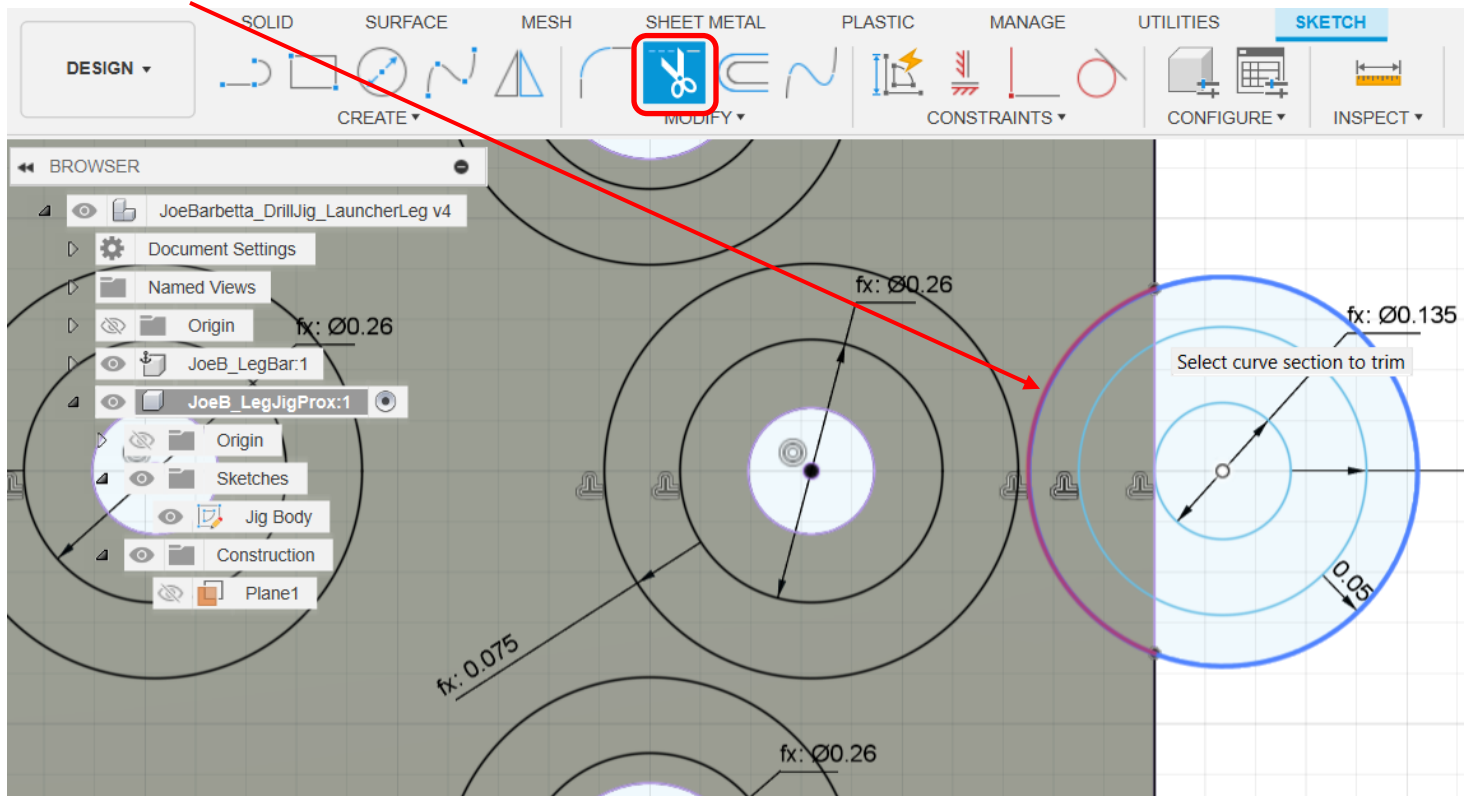 SOLID SURFACE MESH SHEET METAL PLASTIC MANAGE UTILITIES SKETCH
DESIGN ▾
CREATE ▾ MODIFY ▾ CONSTRAINTS ▾ CONFIGURE ▾ INSPECT ▾
BROWSER
JoeBarbetta_DrillJig_LauncherLeg v4
Document Settings
Named Views
fx: Ø0.26
Origin
fx: Ø0.26
fx: Ø0.135
JoeB_LegBar:1
Select curve section to trim
JoeB_LegJigProx:1
Origin
Sketches
Jig Body
Construction
Plane1
0.05
fx: 0.075
fx: Ø0.26